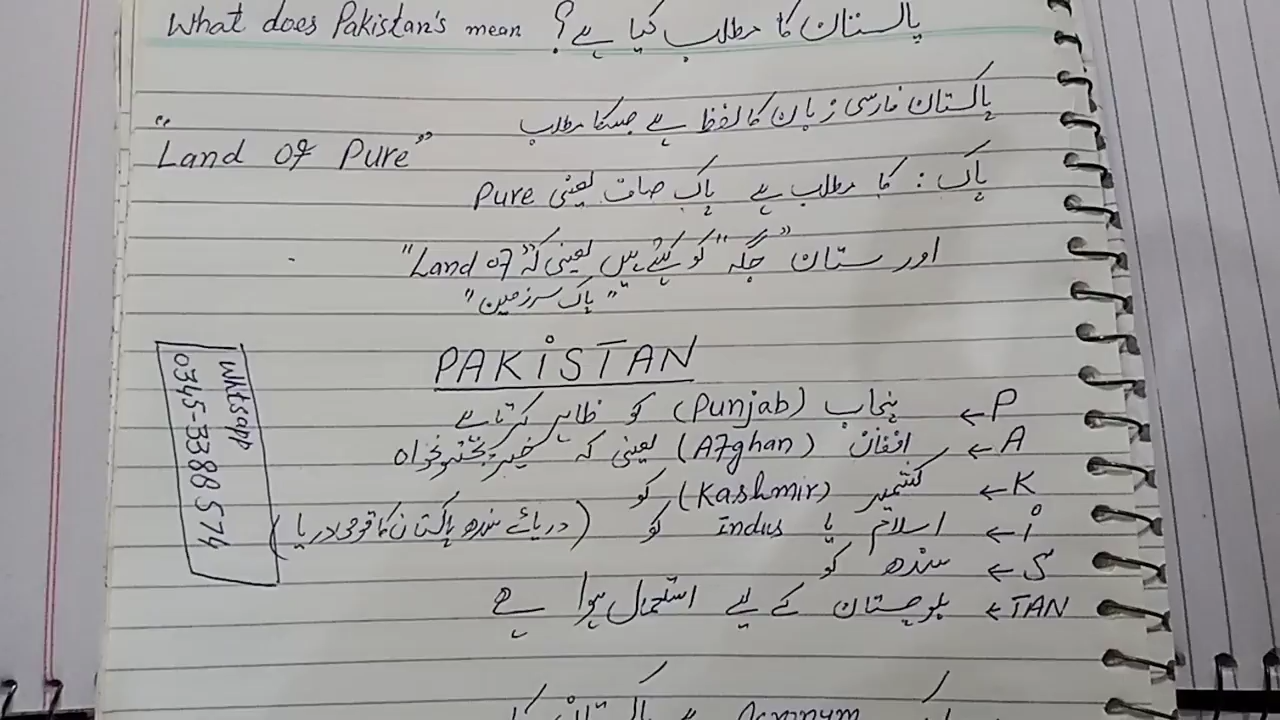 What does Pakistan's mean ? پاکستان کا مطلب کیا ہے
پاکستان فارسی زبان کا لفظ ہے جسکا مطلب
"Land Of Pure"
پاک : کا مطلب ہے پاک صاف یعنی Pure
اور ستان "جگہ" کو کہتے ہیں یعنی کہ "Land of"
"پاک سرزمین"
PAKiSTAN
P → پنجاب (Punjab) کو ظاہر کرتا ہے
A → افغان (Afghan) یعنی کہ خیبر پختونخواہ
K → کشمیر (Kashmir) کو
i → اسلام یا Indus کو (دریائے سندھ پاکستان کا قومی دریا)
S → سندھ کو
TAN → بلوچستان کے لیے استعمال ہوا ہے
Whtsapp
0345-3388574
Acninum ہے پاکستان